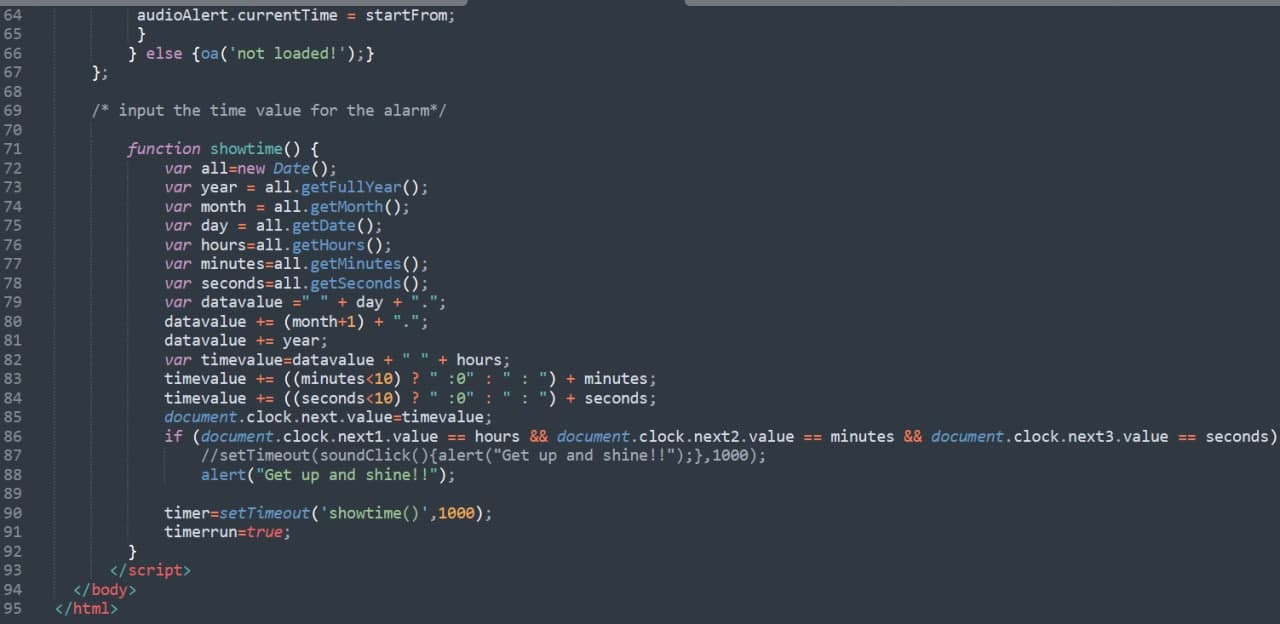 64 audioAlert.currentTime = startFrom;
65 }
66 } else {oa('not loaded!');}
67 };
68
69 /* input the time value for the alarm*/
70
71 function showtime() {
72 var all=new Date();
73 var year = all.getFullYear();
74 var month = all.getMonth();
75 var day = all.getDate();
76 var hours=all.getHours();
77 var minutes=all.getMinutes();
78 var seconds=all.getSeconds();
79 var datavalue =" " + day + ".";
80 datavalue += (month+1) + ".";
81 datavalue += year;
82 var timevalue=datavalue + " " + hours;
83 timevalue += ((minutes<10) ? " :0" : " : ") + minutes;
84 timevalue += ((seconds<10) ? " :0" : " : ") + seconds;
85 document.clock.next.value=timevalue;
86 if (document.clock.next1.value == hours && document.clock.next2.value == minutes && document.clock.next3.value == seconds)
87 //setTimeout(soundClick(){alert("Get up and shine!!");},1000);
88 alert("Get up and shine!!");
89
90 timer=setTimeout('showtime()',1000);
91 timerrun=true;
92 }
93 </script>
94 </body>
95 </html>